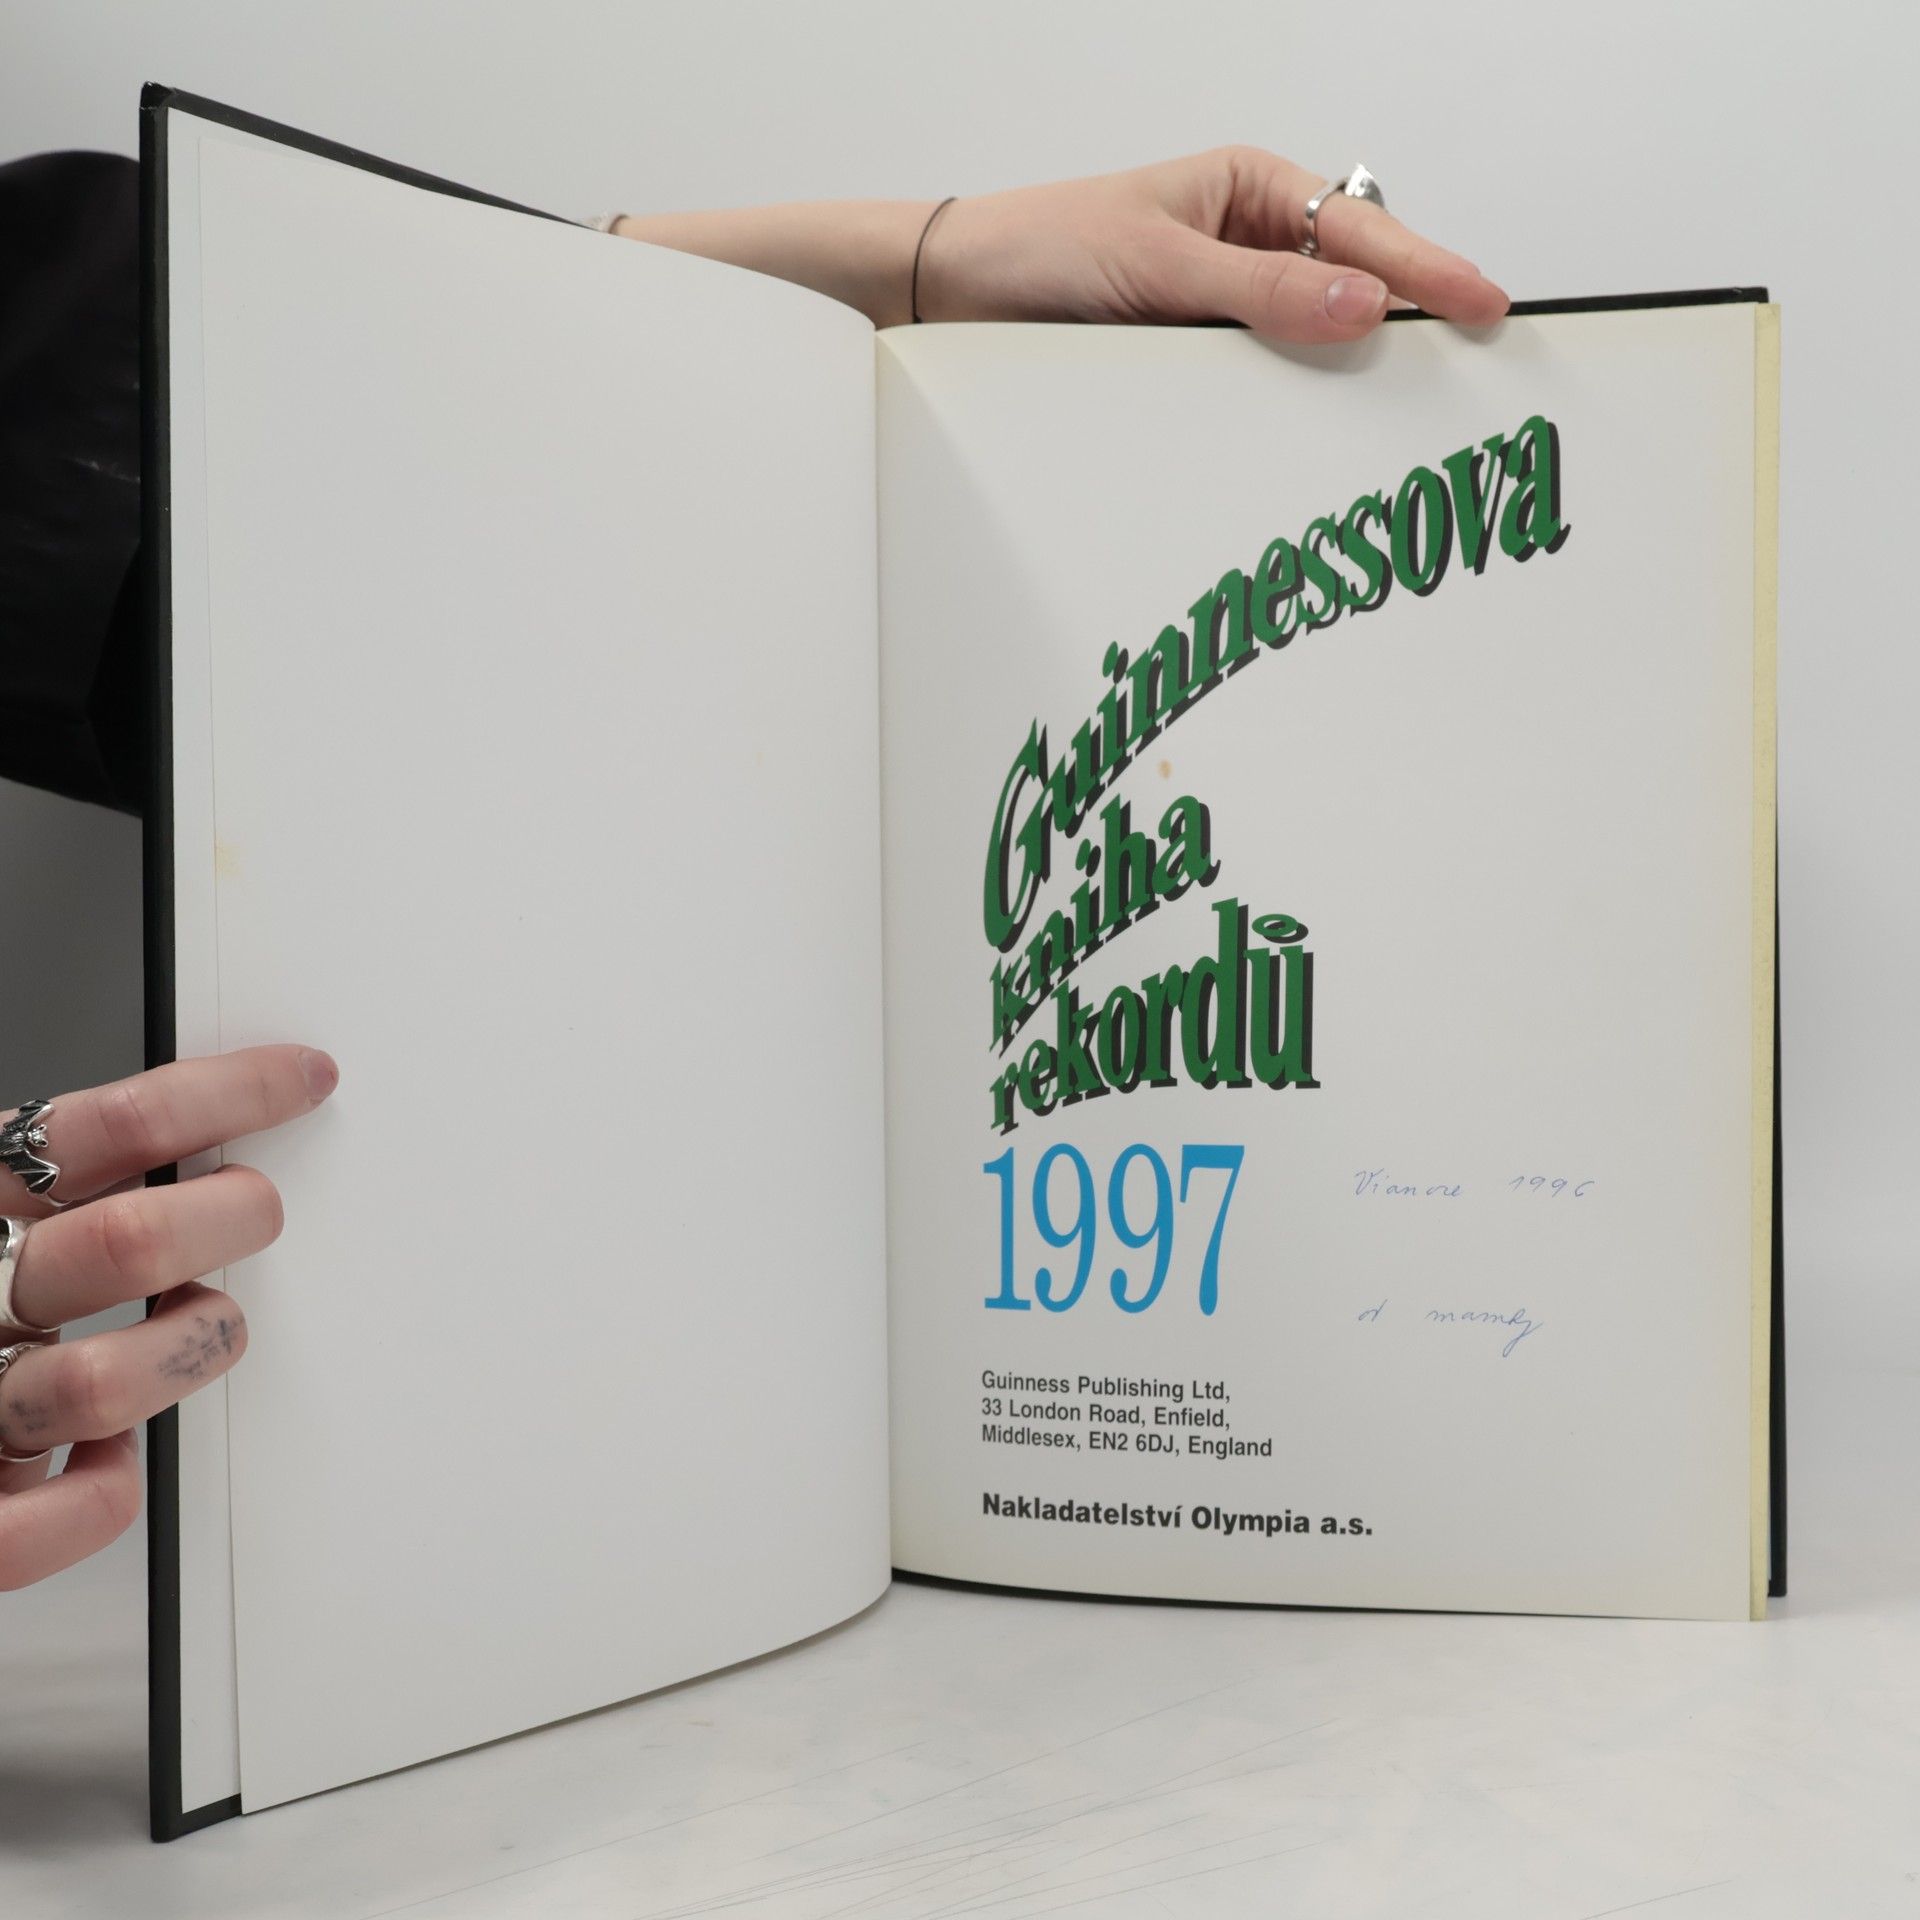 Guinnessova
kniha
rekordů
1997
Vianoce 1996
od mamky
Guinness Publishing Ltd,
33 London Road, Enfield,
Middlesex, EN2 6DJ, England
Nakladatelství Olympia a.s.